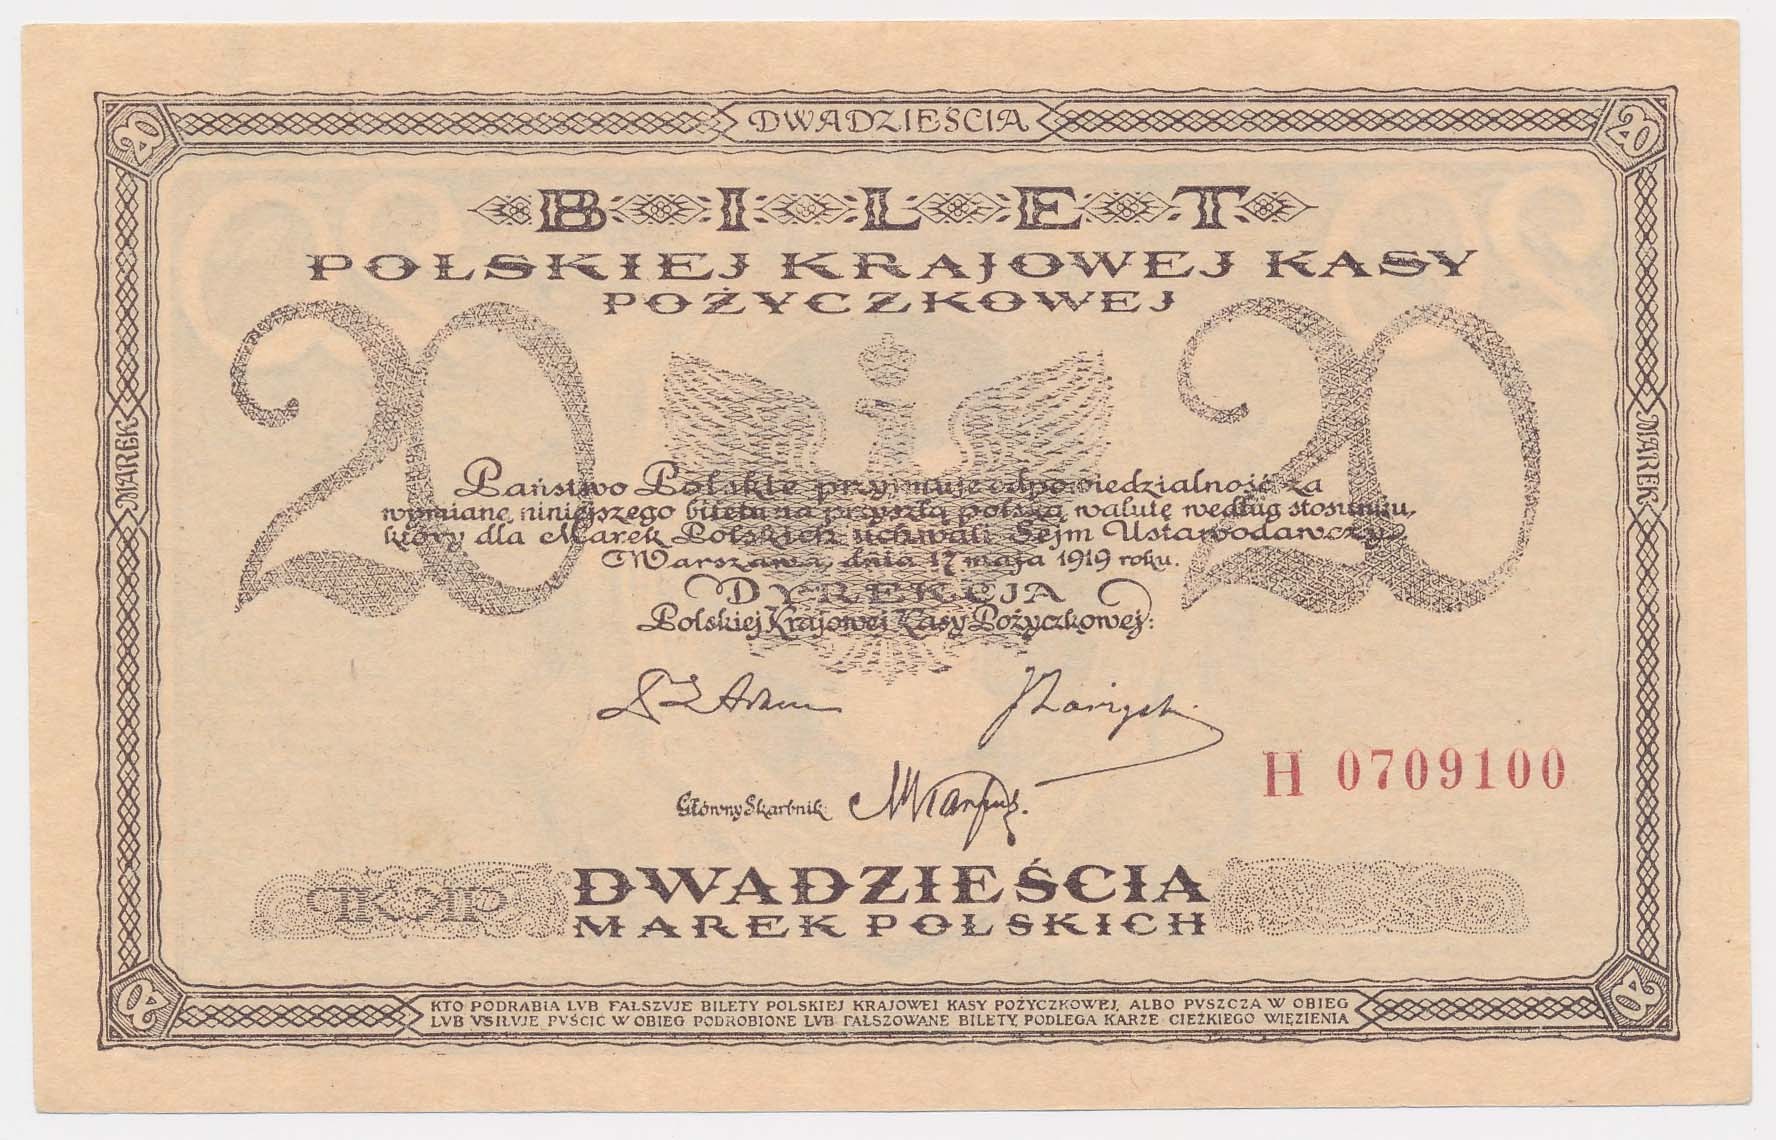 DWADZIEŚCIA
20 20
BILET
POLSKIEJ KRAJOWEJ KASY
POŻYCZKOWEJ
20 20
MAREK MAREK
Państwo Polskie przyjmuje odpowiedzialność za
wymianę niniejszego biletu na przyszłą polską walutę według stosunku,
który dla Marek Polskich uchwali Sejm Ustawodawczy.
Warszawa, dnia 17 maja 1919 roku.
DYREKCJA
Polskiej Krajowej Kasy Pożyczkowej:
H 0709100
Główny Skarbnik:
PKKP
DWADZIEŚCIA
MAREK POLSKICH
20 20
KTO PODRABIA LVB FAŁSZVJE BILETY POLSKIEJ KRAJOWEJ KASY POŻYCZKOWEJ, ALBO PVSZCZA W OBIEG
LVB VSIŁVJE PVŚCIĆ W OBIEG PODROBIONE LVB FAŁSZOWANE BILETY, PODLEGA KARZE CIĘŻKIEGO WIĘZIENIA